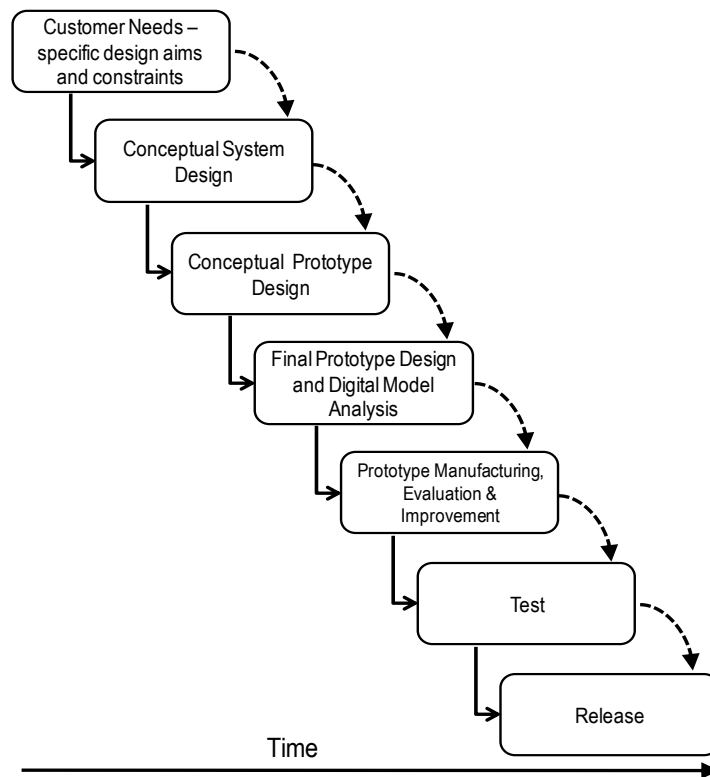 Customer Needs –
specific design aims
and constraints
Conceptual System
Design
Conceptual Prototype
Design
Final Prototype Design
and Digital Model
Analysis
Prototype Manufacturing,
Evaluation &
Improvement
Test
Release
Time